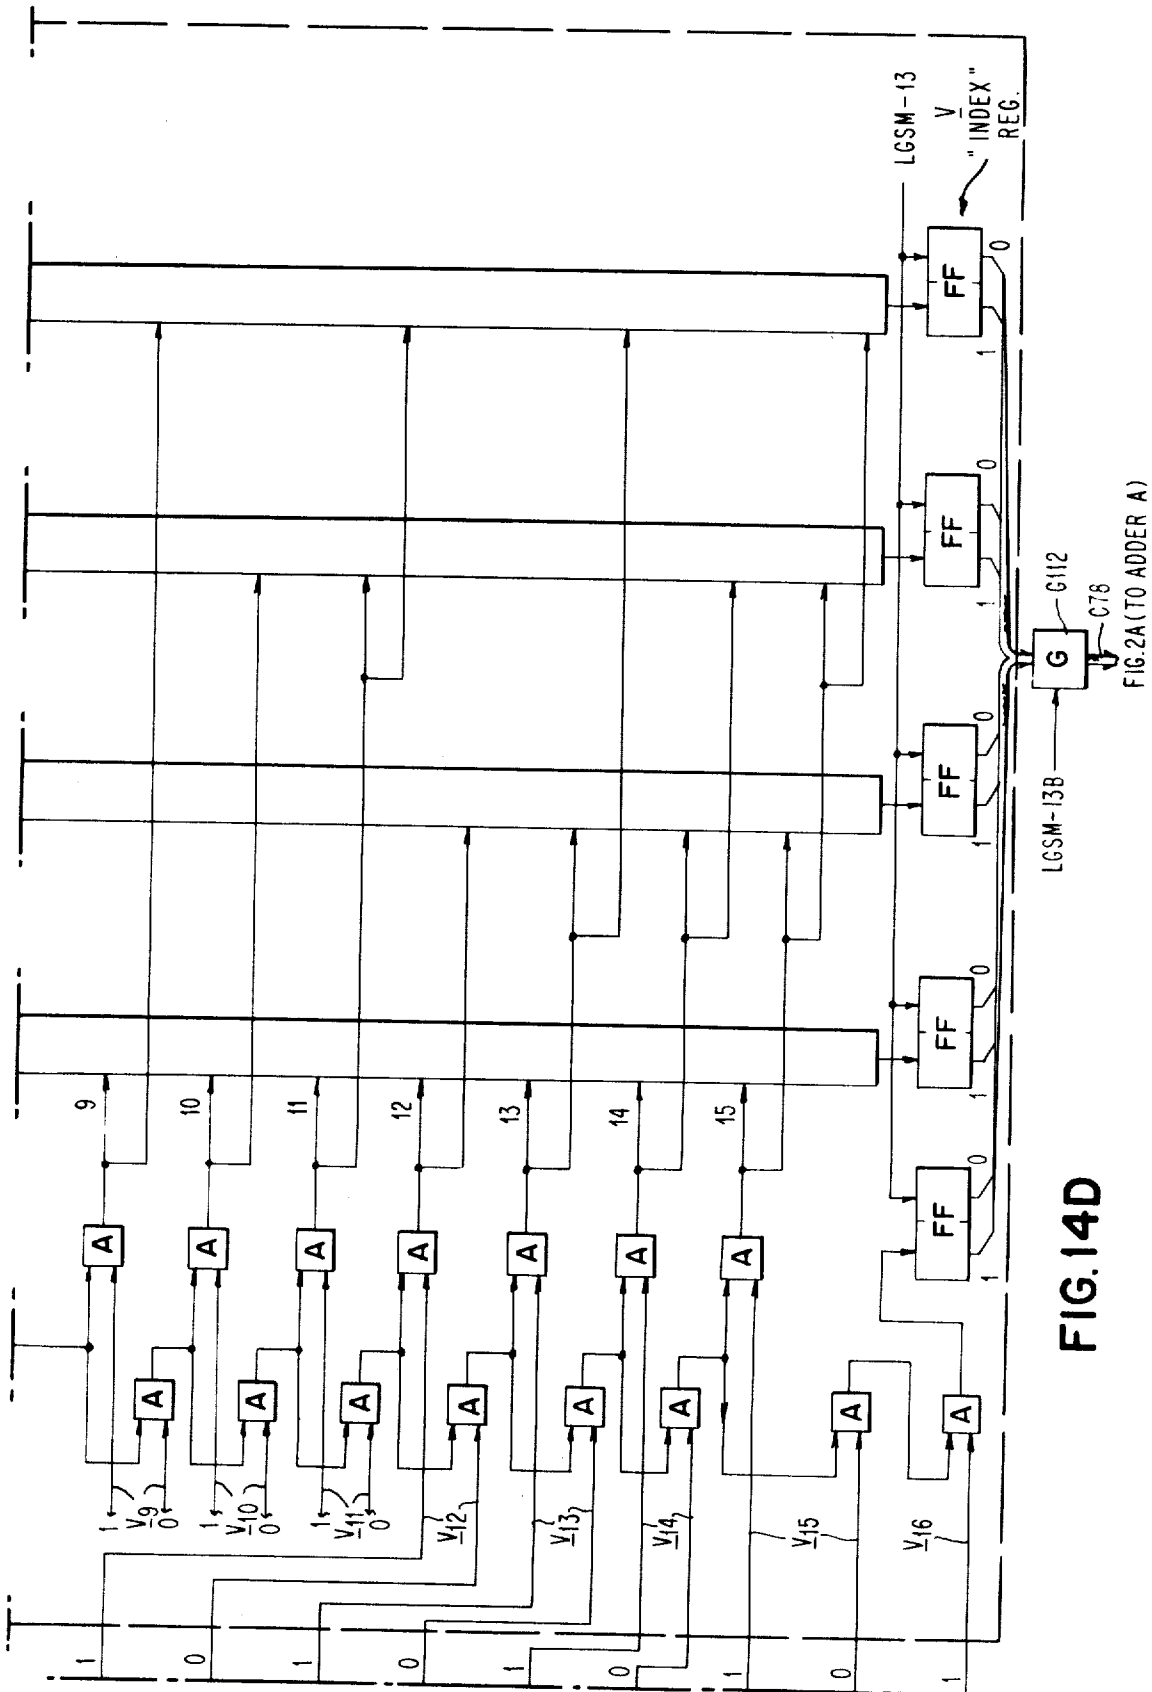 LGSM-13
V
"INDEX"
REG.
FF 1 0
FF 1 0
FF 1 0
FF 1 0
FF 1 0
9
10
11
12
13
14
15
A A A A A A A
A A A A A A A A A
1 V9 0
1 V10 0
1 V11 0
V12
V13
V14
V15
V16
1 0 1 0 1 0 1 0 1
LGSM-13B
G
G112
C78
FIG.2A(TO ADDER A)
FIG.14D